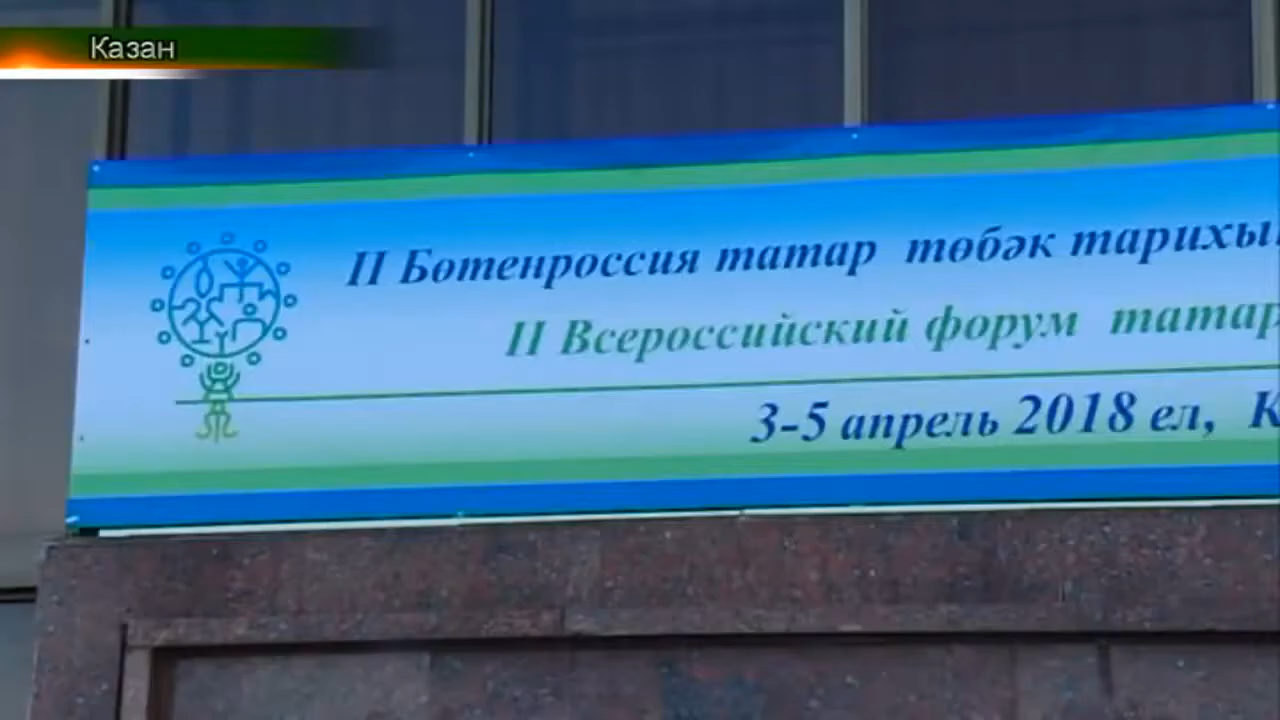 Казан
II Бөтенроссия татар төбәк тарихы
II Всероссийский форум татар
3-5 апрель 2018 ел, К